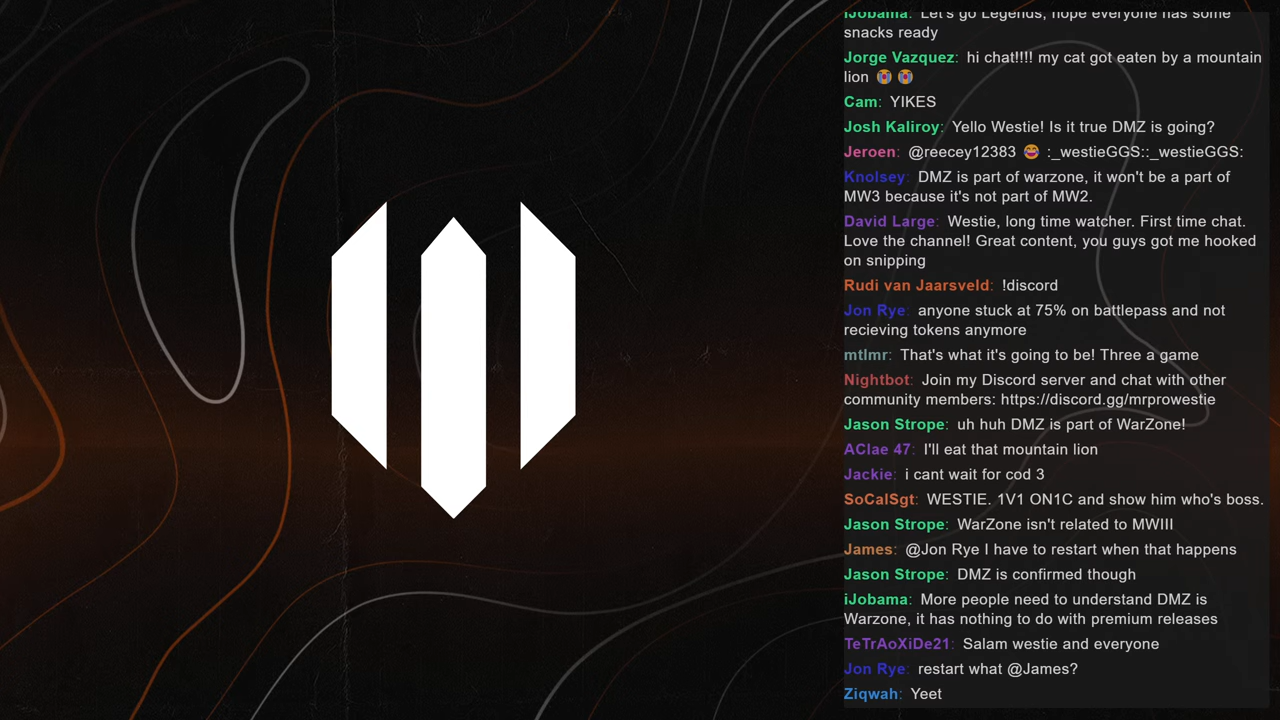 iJobama: Let's go Legends, hope everyone has some
snacks ready
Jorge Vazquez: hi chat!!!! my cat got eaten by a mountain
lion 😭 😭
Cam: YIKES
Josh Kaliroy: Yello Westie! Is it true DMZ is going?
Jeroen: @reecey12383 😂 :_westieGGS::_westieGGS:
Knolsey: DMZ is part of warzone, it won't be a part of
MW3 because it's not part of MW2.
David Large: Westie, long time watcher. First time chat.
Love the channel! Great content, you guys got me hooked
on snipping
Rudi van Jaarsveld: !discord
Jon Rye: anyone stuck at 75% on battlepass and not
recieving tokens anymore
mtlmr: That's what it's going to be! Three a game
Nightbot: Join my Discord server and chat with other
community members: https://discord.gg/mrprowestie
Jason Strope: uh huh DMZ is part of WarZone!
AClae 47: I'll eat that mountain lion
Jackie: i cant wait for cod 3
SoCalSgt: WESTIE. 1V1 ON1C and show him who's boss.
Jason Strope: WarZone isn't related to MWIII
James: @Jon Rye I have to restart when that happens
Jason Strope: DMZ is confirmed though
iJobama: More people need to understand DMZ is
Warzone, it has nothing to do with premium releases
TeTrAoXiDe21: Salam westie and everyone
Jon Rye: restart what @James?
Ziqwah: Yeet